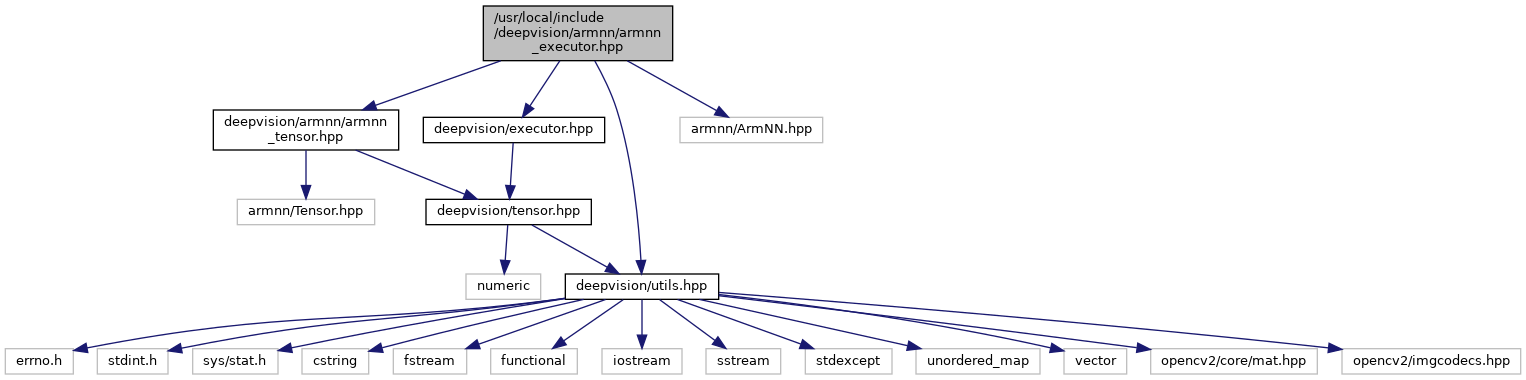 /usr/local/include
/deepvision/armnn/armnn
_executor.hpp
deepvision/armnn/armnn
_tensor.hpp
deepvision/executor.hpp
armnn/ArmNN.hpp
armnn/Tensor.hpp
deepvision/tensor.hpp
numeric
deepvision/utils.hpp
errno.h
stdint.h
sys/stat.h
cstring
fstream
functional
iostream
sstream
stdexcept
unordered_map
vector
opencv2/core/mat.hpp
opencv2/imgcodecs.hpp